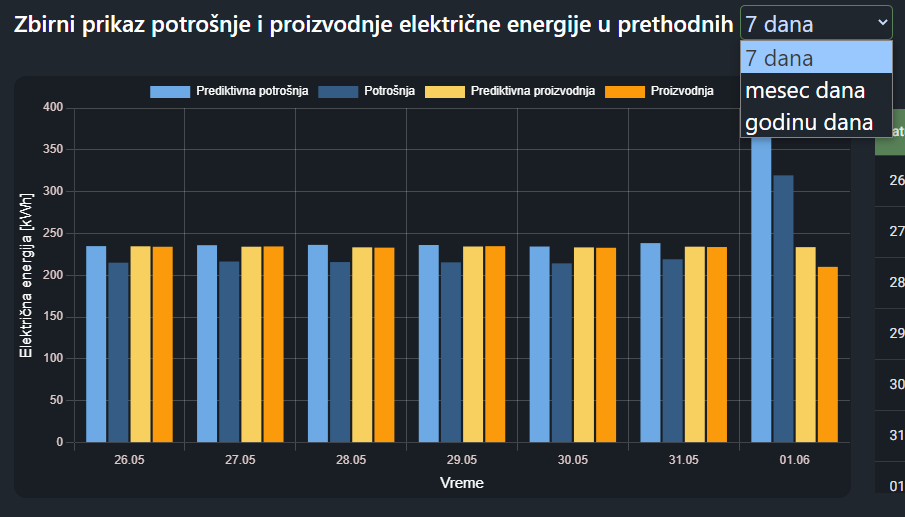 Zbirni prikaz potrošnje i proizvodnje električne energije u prethodnih 7 dana
7 dana
mesec dana
godinu dana
Prediktivna potrošnja Potrošnja Prediktivna proizvodnja Proizvodnja
Električna energija [kWh]
400
350
300
250
200
150
100
50
0
26.05 27.05 28.05 29.05 30.05 31.05 01.06
Vreme
at
26
27
28
29
30
31
01